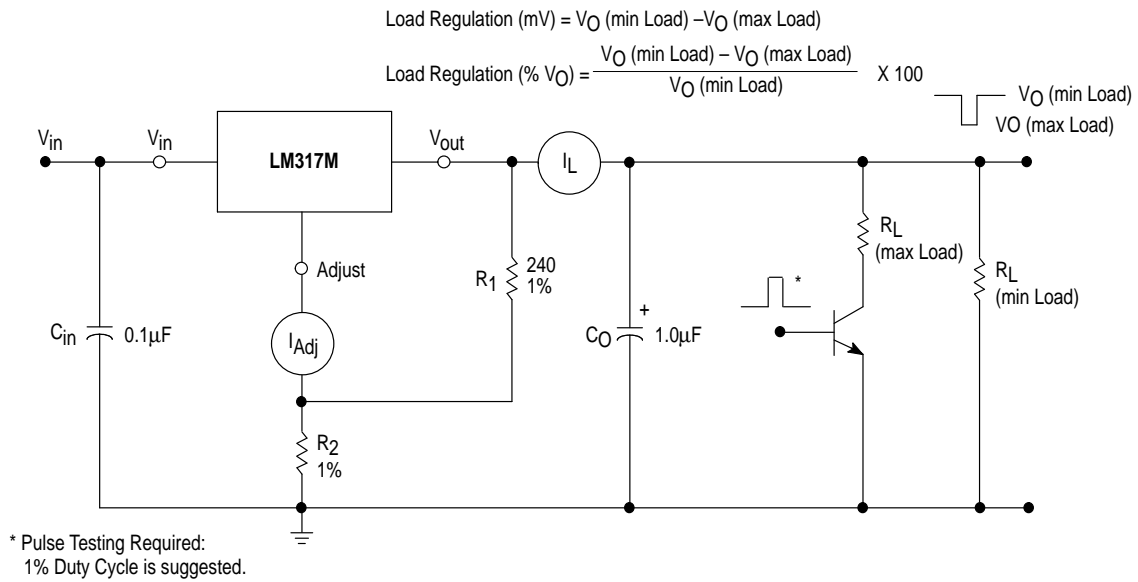 Load Regulation (mV) = VO (min Load) –VO (max Load)
Load Regulation (% VO) = VO (min Load) – VO (max Load)
VO (min Load)
X 100
VO (min Load)
VO (max Load)
Vin
Vin
LM317M
Vout
IL
RL
(max Load)
Adjust
R1
240
1%
*
RL
(min Load)
Cin
0.1µF
IAdj
+
CO
1.0µF
R2
1%
* Pulse Testing Required:
1% Duty Cycle is suggested.